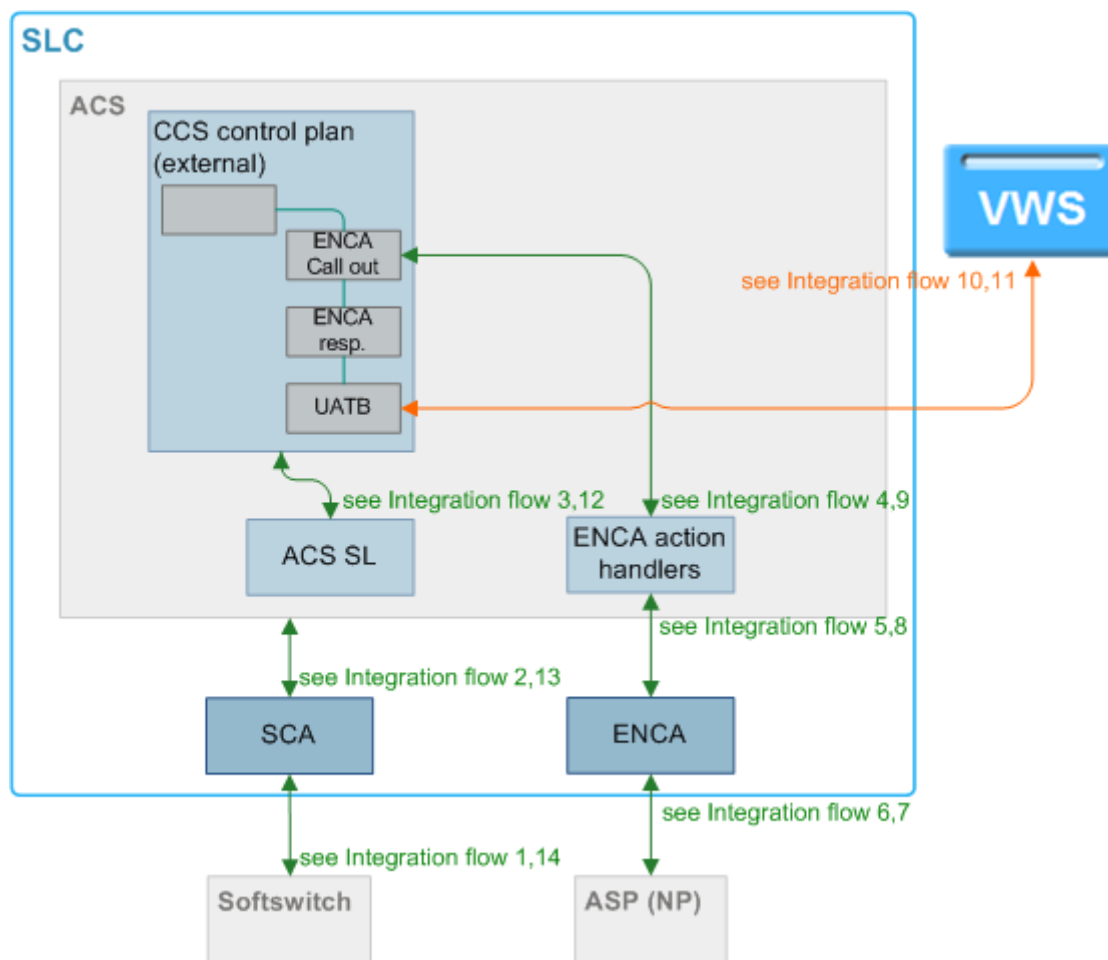 SLC
ACS
CCS control plan
(external)
ENCA
Call out
ENCA
resp.
UATB
VWS
see Integration flow 10,11
see Integration flow 3,12
see Integration flow 4,9
ACS SL
ENCA action
handlers
see Integration flow 5,8
see Integration flow 2,13
SCA
ENCA
see Integration flow 6,7
see Integration flow 1,14
Softswitch
ASP (NP)